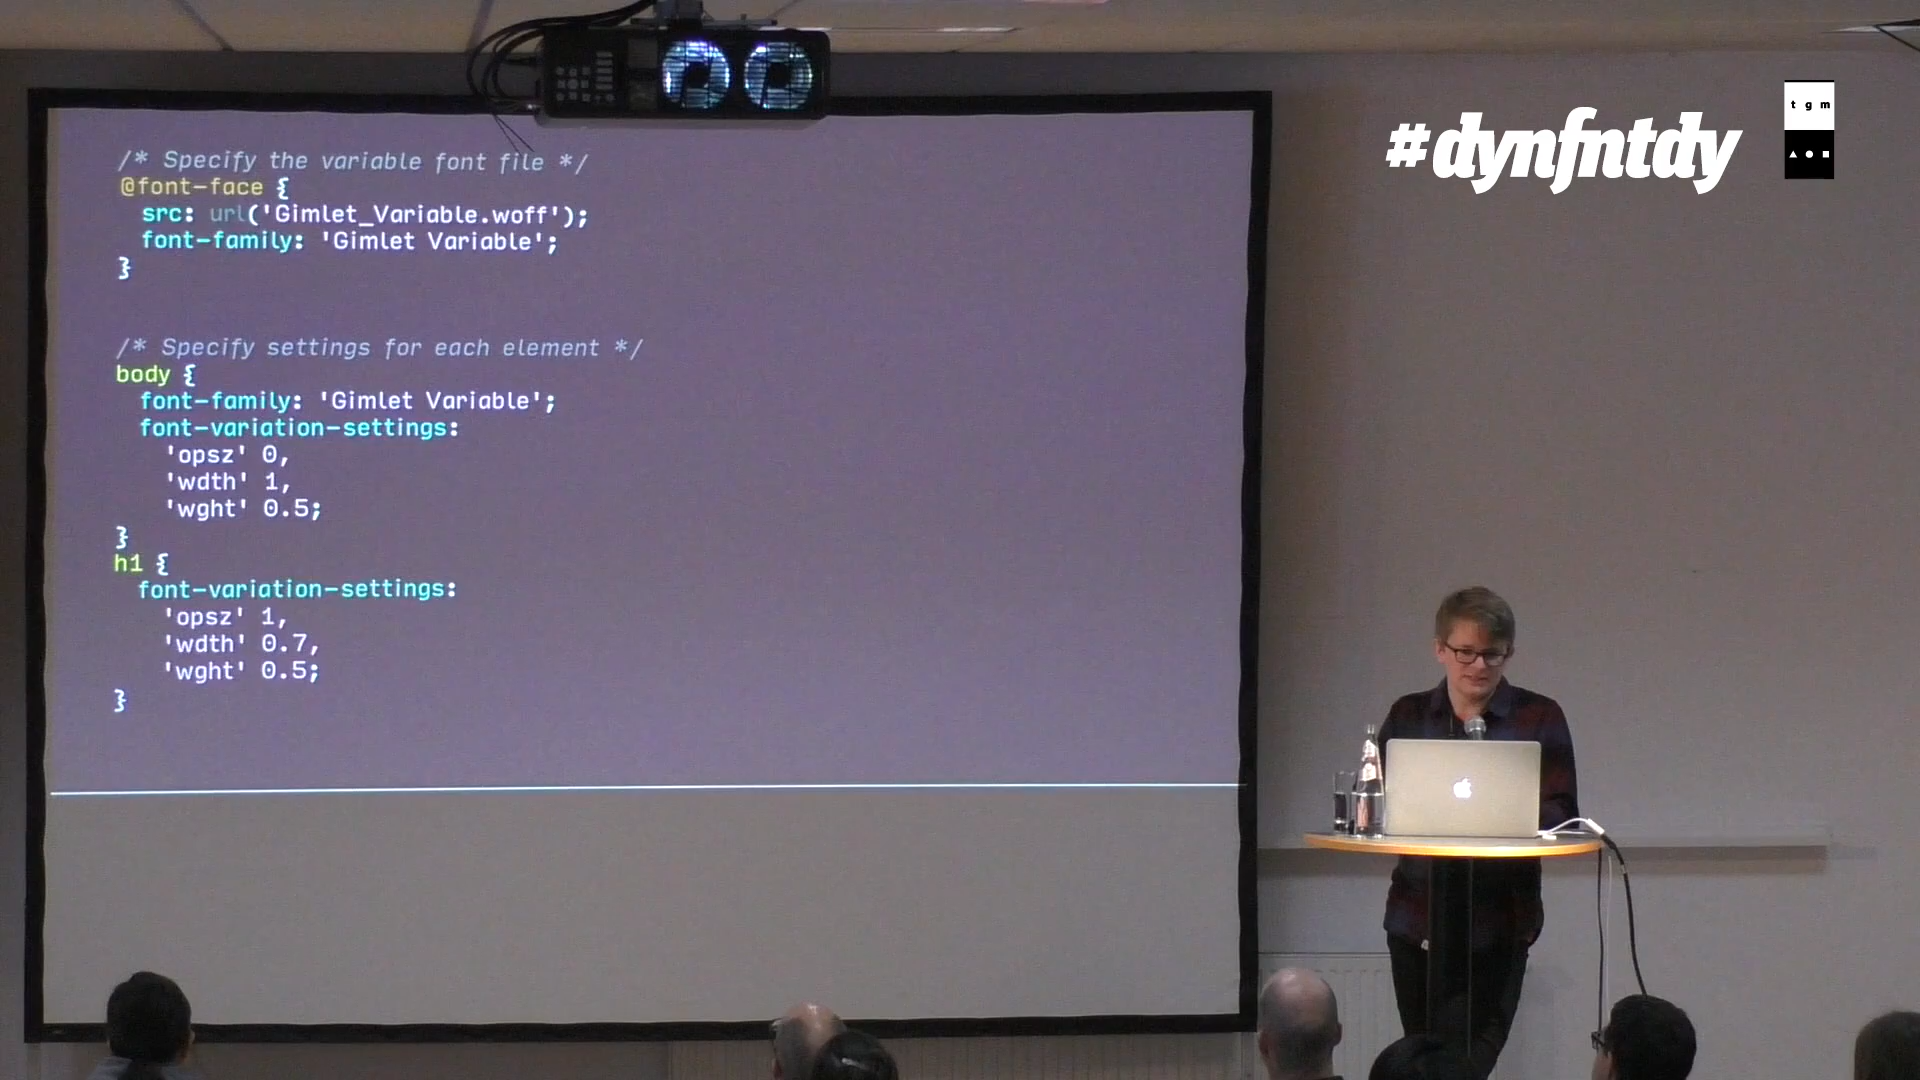 /* Specify the variable font file */
@font-face {
src: url('Gimlet_Variable.woff');
font-family: 'Gimlet Variable';
}
/* Specify settings for each element */
body {
font-family: 'Gimlet Variable';
font-variation-settings:
'opsz' 0,
'wdth' 1,
'wght' 0.5;
}
h1 {
font-variation-settings:
'opsz' 1,
'wdth' 0.7,
'wght' 0.5;
}
#dynfntdy
tgm